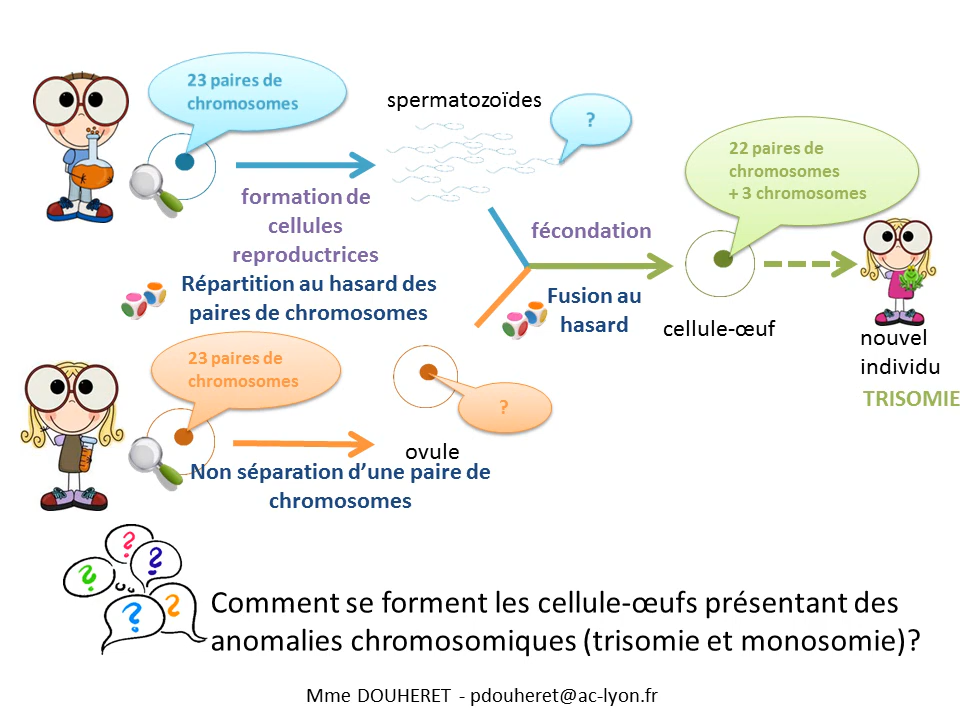 23 paires de
chromosomes
spermatozoïdes
?
22 paires de
chromosomes
+ 3 chromosomes
formation de
cellules
reproductrices
fécondation
Répartition au hasard des
paires de chromosomes
Fusion au
hasard
cellule-œuf
nouvel
individu
TRISOMIE
23 paires de
chromosomes
?
ovule
Non séparation d’une paire de
chromosomes
?
?
?
?
?
Comment se forment les cellule-œufs présentant des
anomalies chromosomiques (trisomie et monosomie)?
Mme DOUHERET - pdouheret@ac-lyon.fr